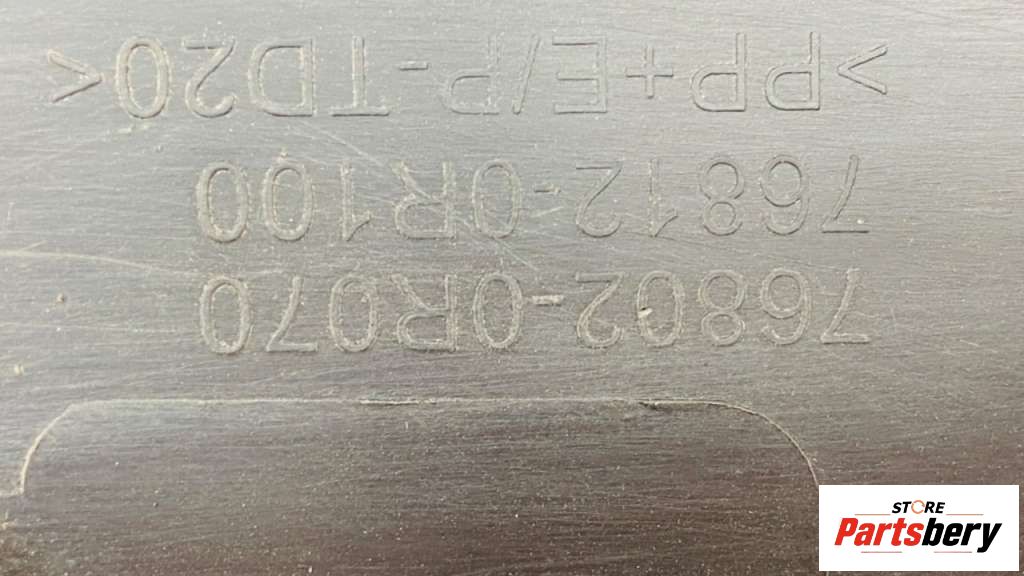 76802-0R070
76812-0R100
>PP+E/P-TD20<
STORE
Partsbery